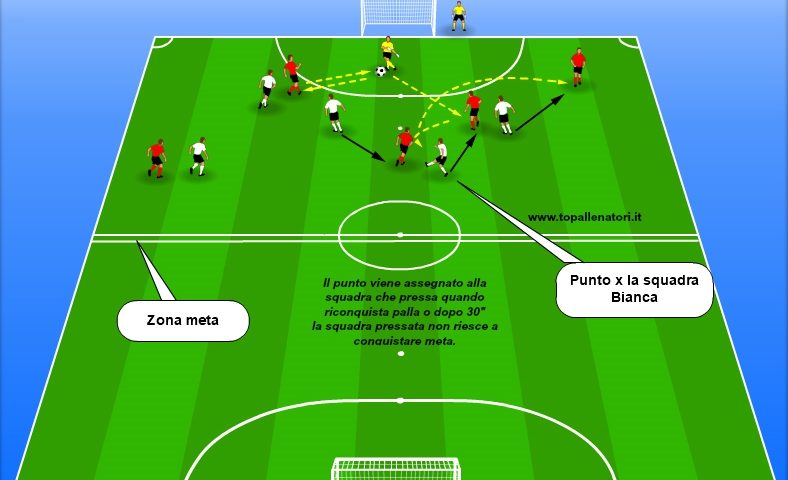 www.topallenatori.it
Punto x la squadra
Bianca
Zona meta
Il punto viene assegnato alla
squadra che pressa quando
riconquista palla o dopo 30"
la squadra pressata non riesce a
conquistare meta.